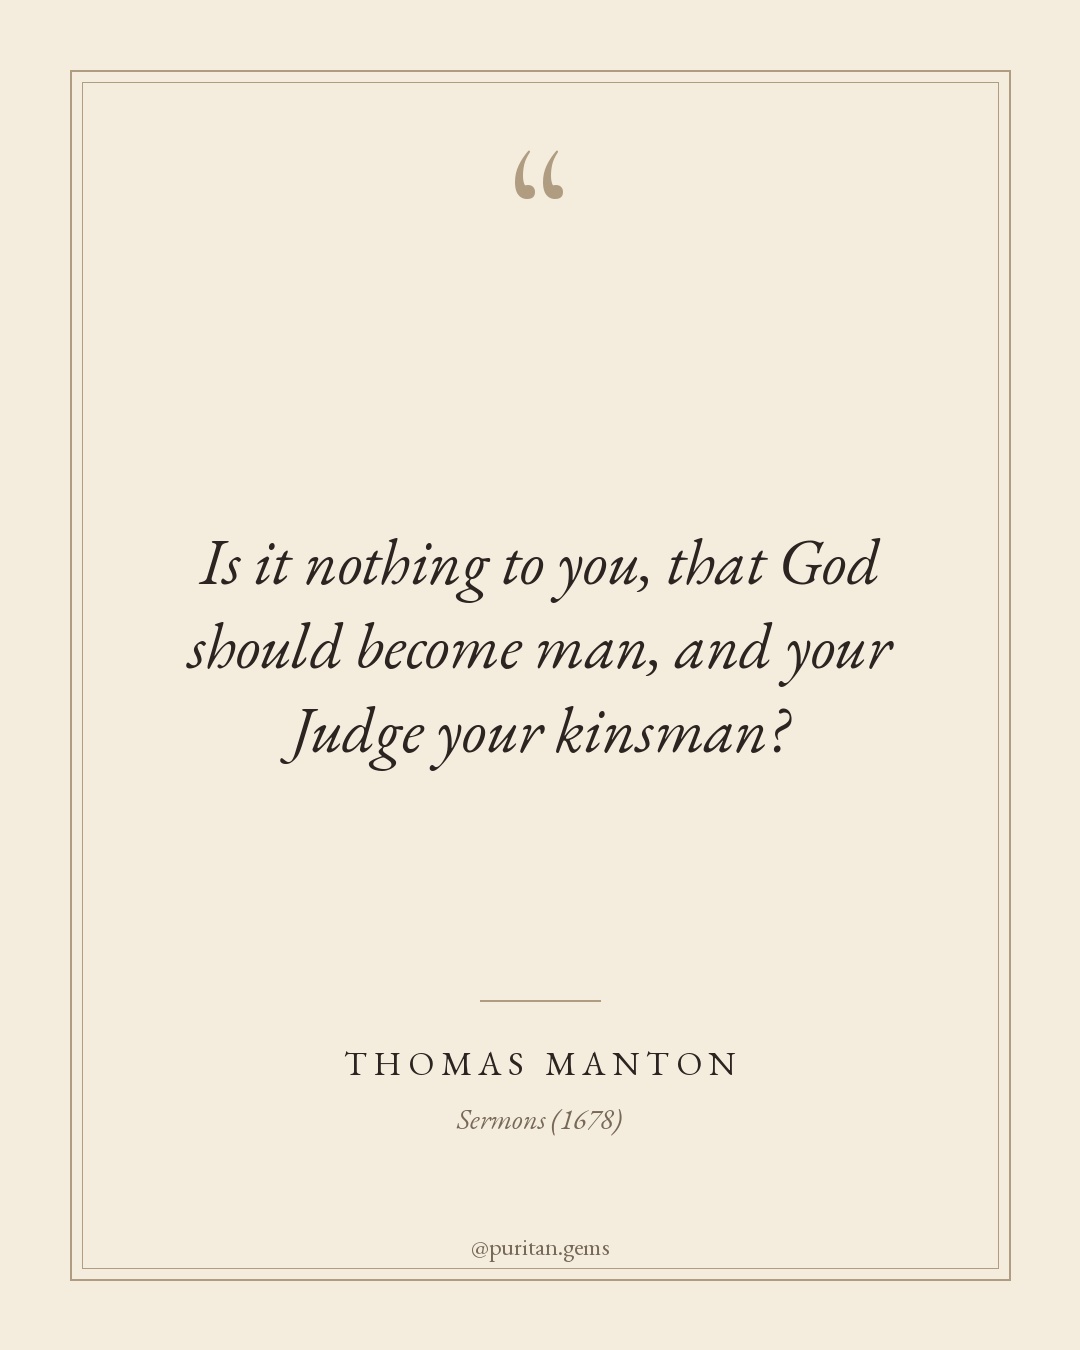 “
Is it nothing to you, that God
should become man, and your
Judge your kinsman?
THOMAS MANTON
Sermons (1678)
@puritan.gems